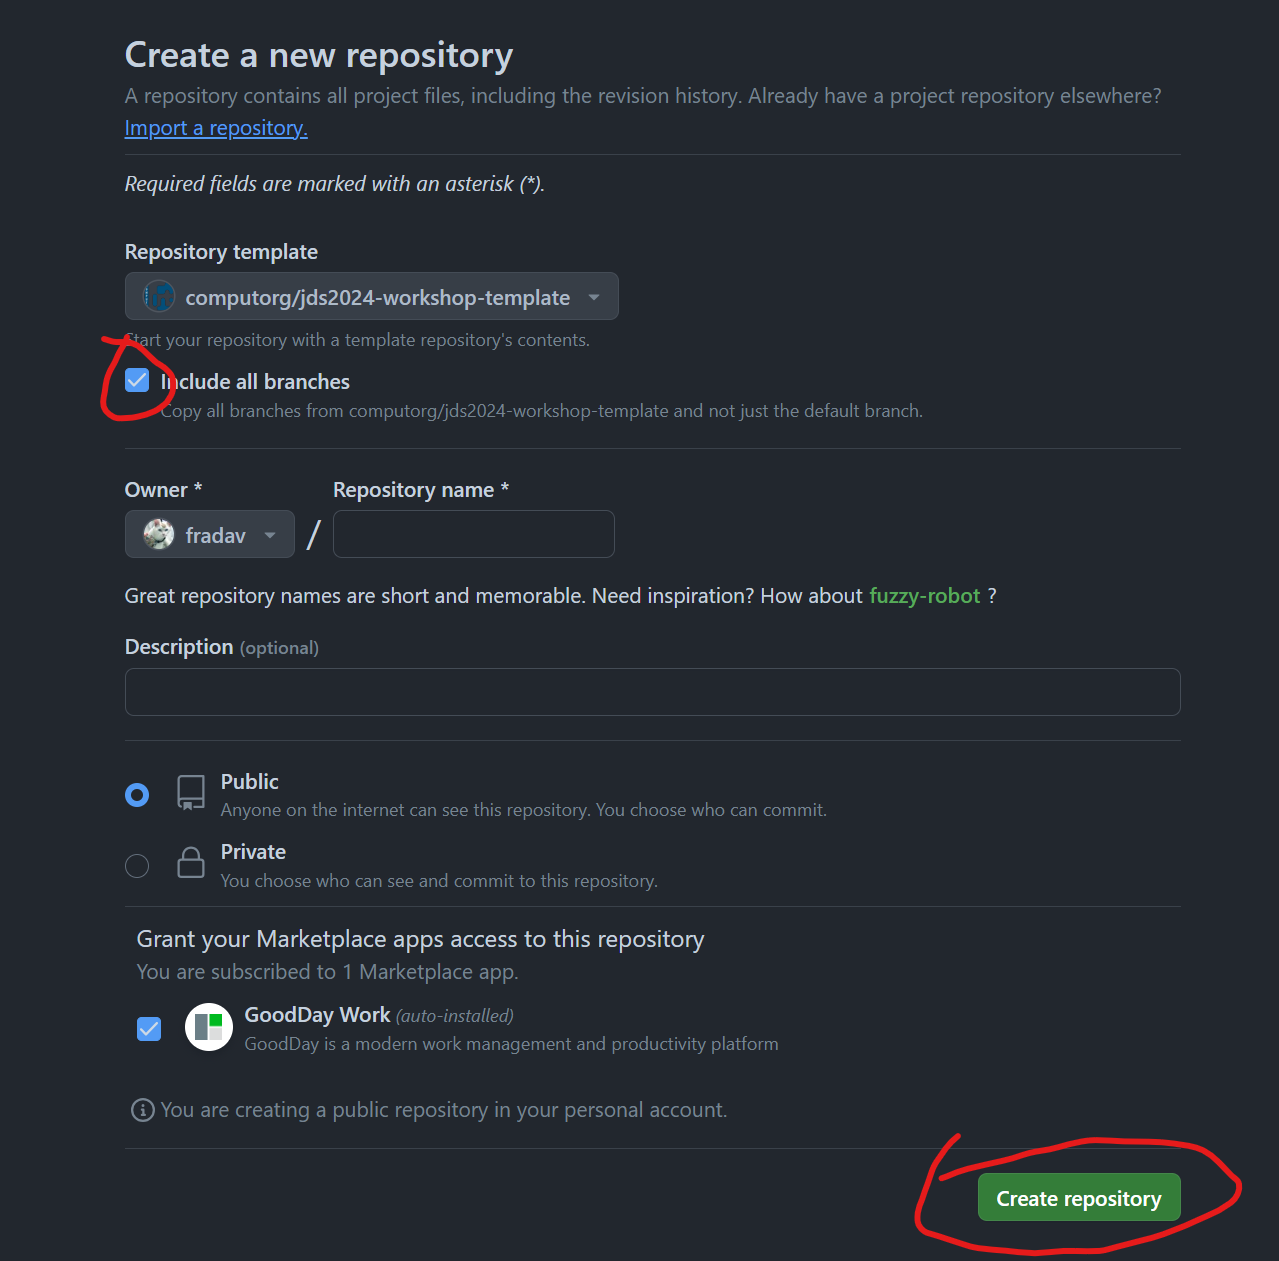 Create a new repository
A repository contains all project files, including the revision history. Already have a project repository elsewhere?
Import a repository.
Required fields are marked with an asterisk (*).
Repository template
computorg/jds2024-workshop-template
Start your repository with a template repository's contents.
Include all branches
Copy all branches from computorg/jds2024-workshop-template and not just the default branch.
Owner *
Repository name *
fradav
/
Great repository names are short and memorable. Need inspiration? How about fuzzy-robot ?
Description (optional)
Public
Anyone on the internet can see this repository. You choose who can commit.
Private
You choose who can see and commit to this repository.
Grant your Marketplace apps access to this repository
You are subscribed to 1 Marketplace app.
GoodDay Work (auto-installed)
GoodDay is a modern work management and productivity platform
You are creating a public repository in your personal account.
Create repository